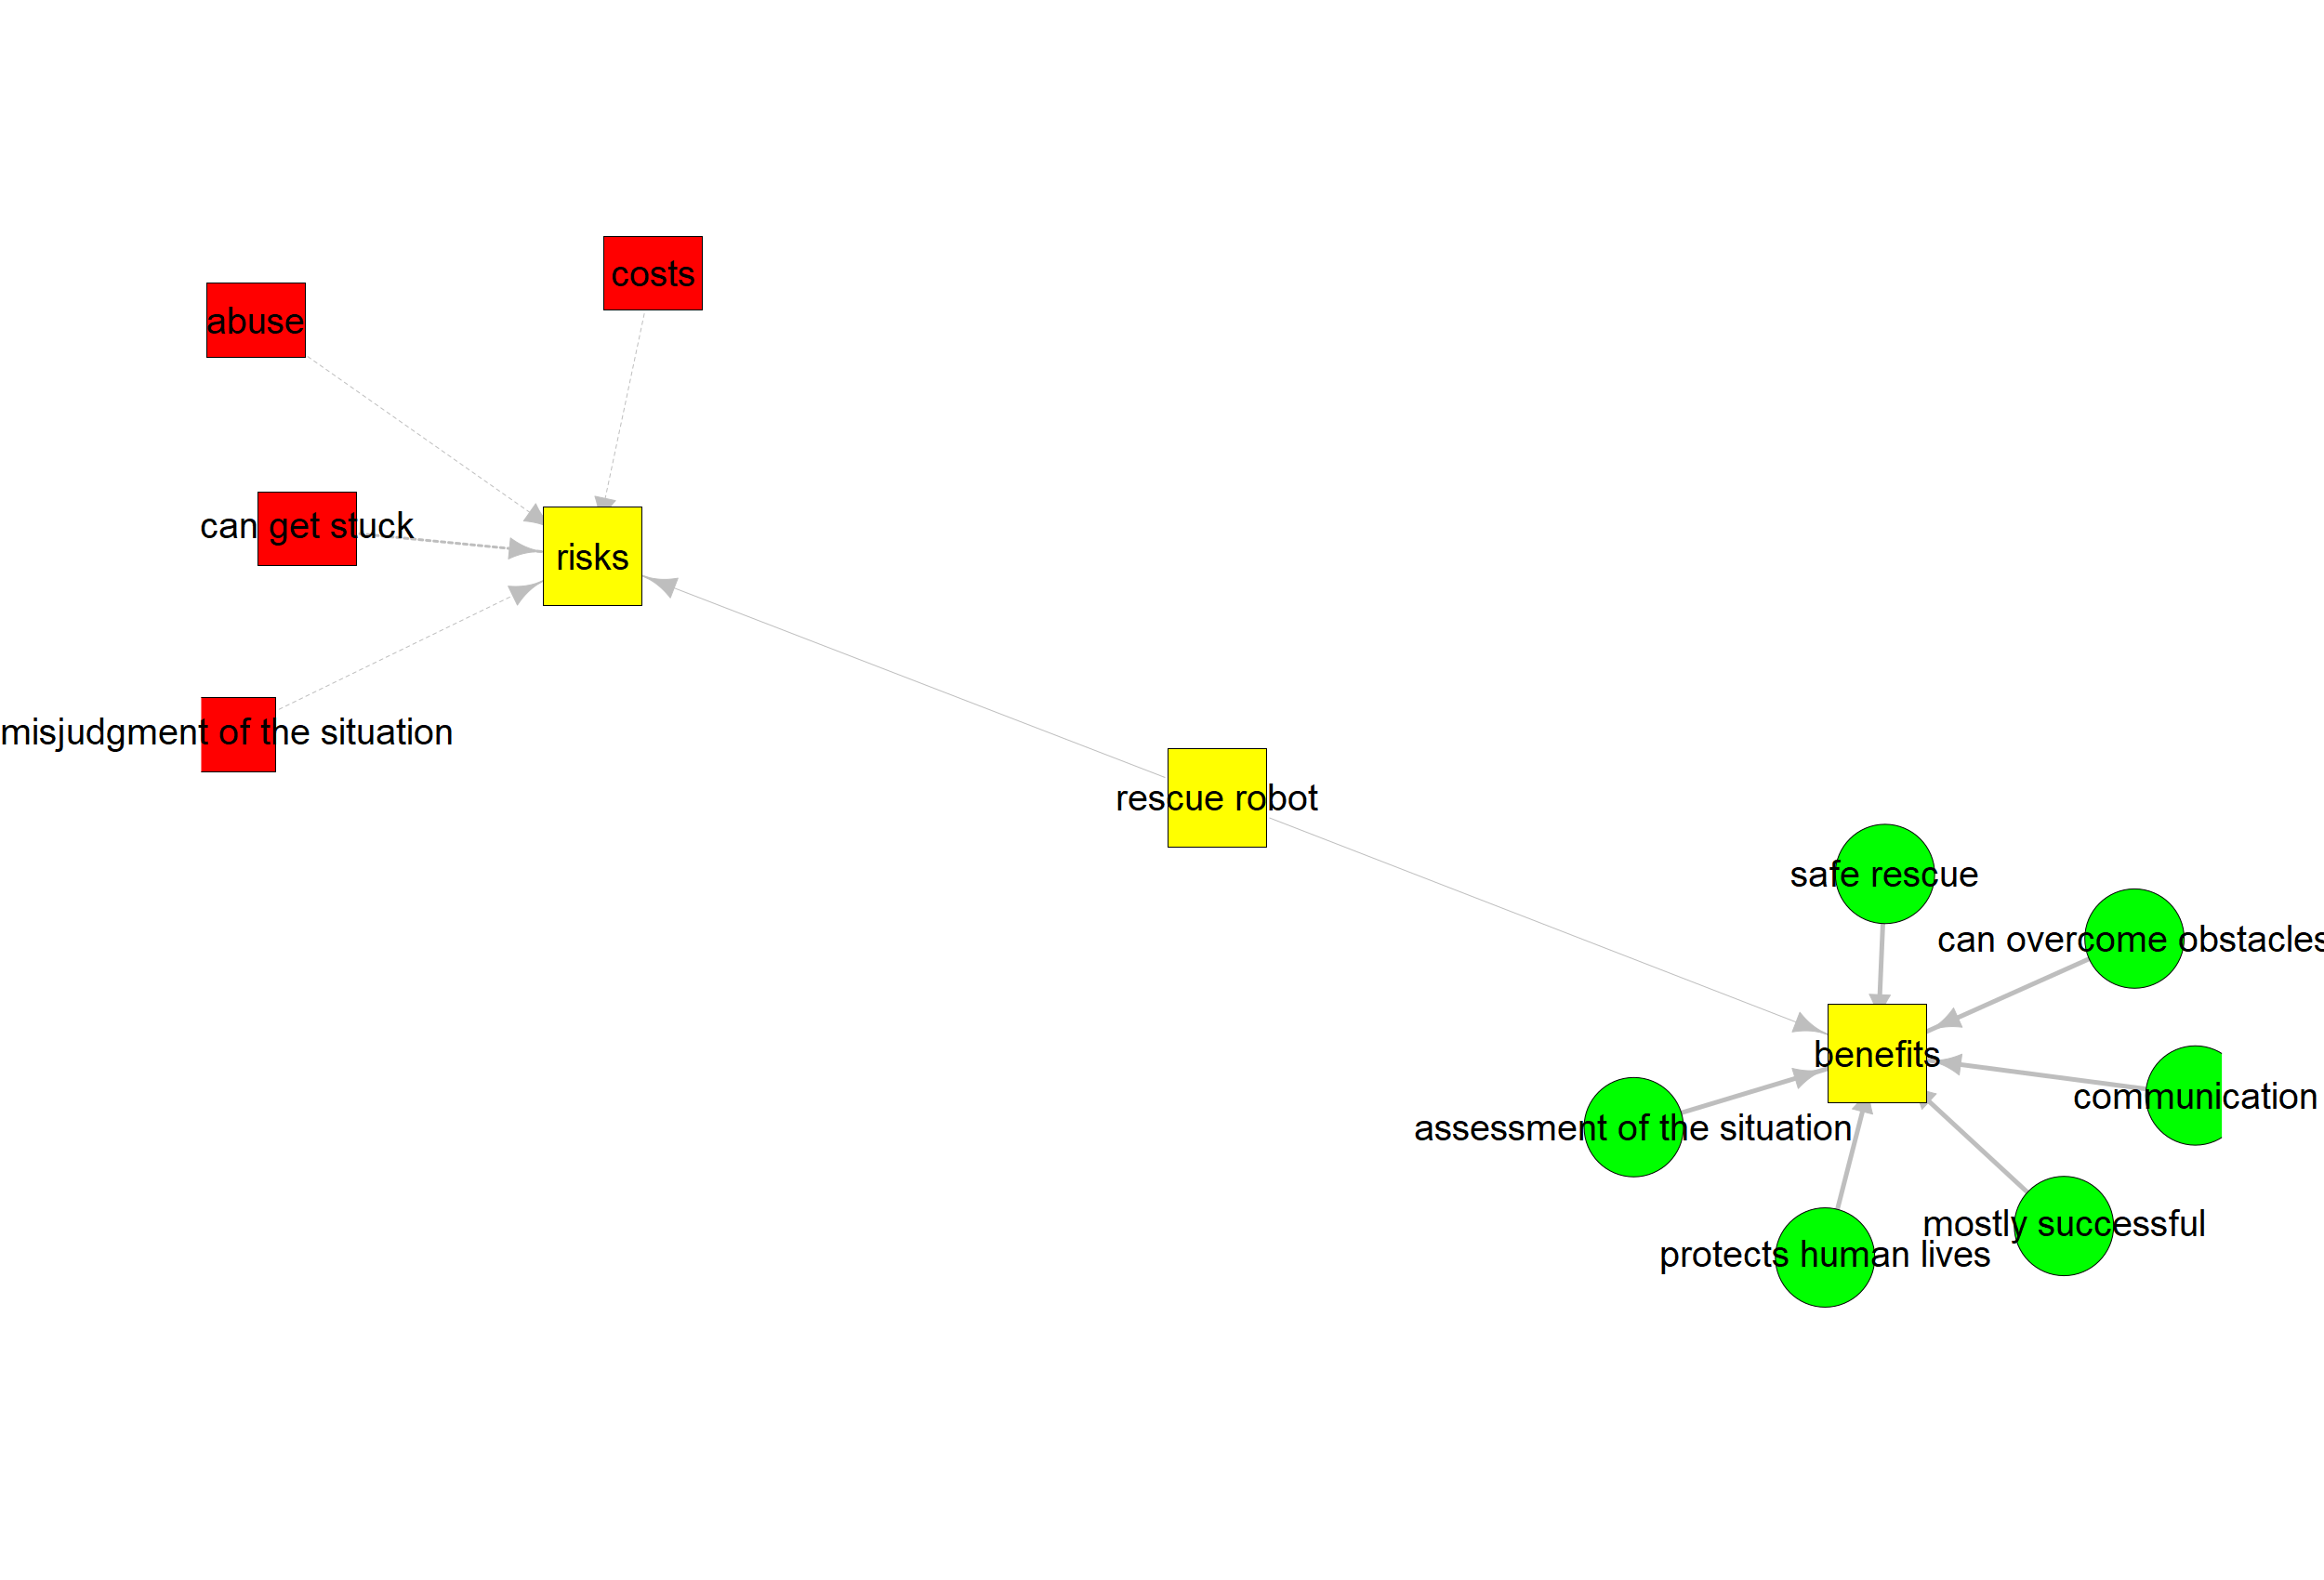 costs
abuse
can get stuck
risks
misjudgment of the situation
rescue robot
safe rescue
can overcome obstacles
benefits
communication
assessment of the situation
mostly successful
protects human lives